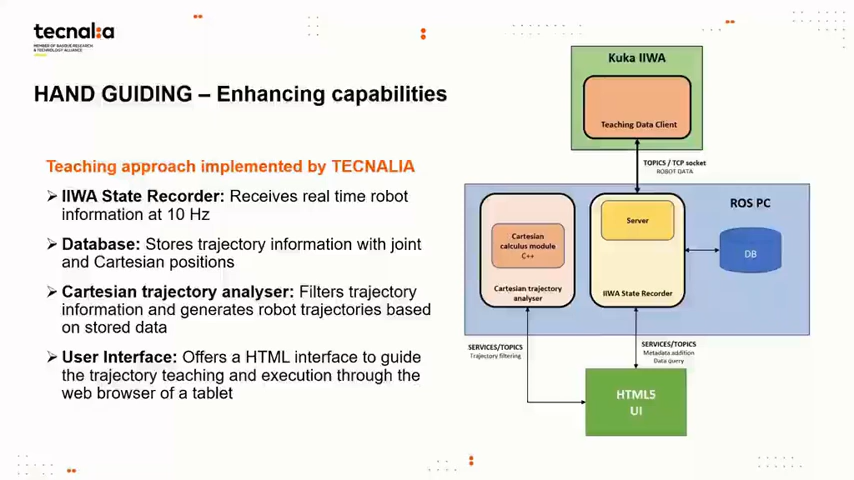 tecnalia
MEMBER OF BASQUE RESEARCH
& TECHNOLOGY ALLIANCE
HAND GUIDING – Enhancing capabilities
Teaching approach implemented by TECNALIA
➢ IIWA State Recorder: Receives real time robot
information at 10 Hz
➢ Database: Stores trajectory information with joint
and Cartesian positions
➢ Cartesian trajectory analyser: Filters trajectory
information and generates robot trajectories based
on stored data
➢ User Interface: Offers a HTML interface to guide
the trajectory teaching and execution through the
web browser of a tablet
Kuka IIWA
Teaching Data Client
TOPICS / TCP socket
ROBOT DATA
ROS PC
Cartesian
calculus module
C++
Cartesian trajectory
analyser
Server
IIWA State Recorder
DB
SERVICES/TOPICS
Trajectory filtering
SERVICES/TOPICS
Metadata addition
Data query
HTML5
UI